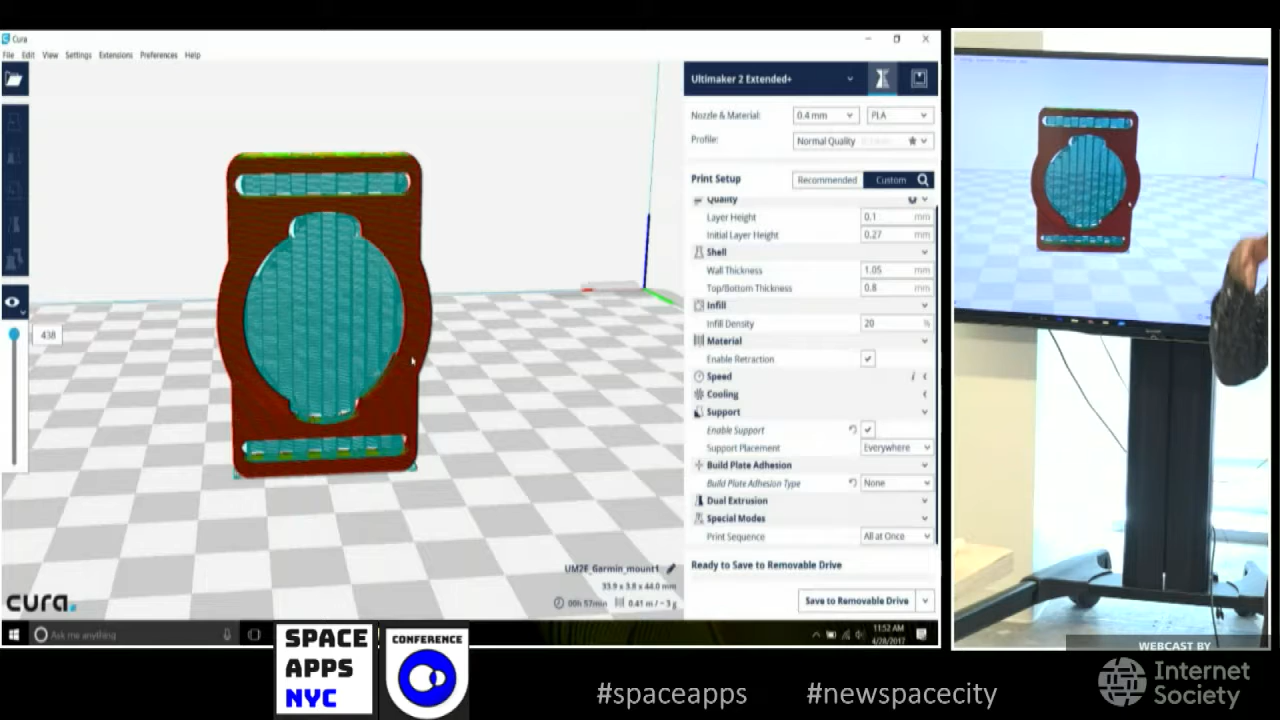 Cura
File Edit View Settings Extensions Preferences Help
Ultimaker 2 Extended+
Nozzle & Material: 0.4 mm PLA
Profile: Normal Quality
Print Setup Recommended Custom
Quality
Layer Height 0.1 mm
Initial Layer Height 0.27 mm
Shell
Wall Thickness 1.05 mm
Top/Bottom Thickness 0.8 mm
Infill
Infill Density 20 %
Material
Enable Retraction
Speed
Cooling
Support
Enable Support
Support Placement Everywhere
Build Plate Adhesion
Build Plate Adhesion Type None
Dual Extrusion
Special Modes
Print Sequence All at Once
438
UM2E_Garmin_mount1
33.9 x 3.8 x 44.0 mm
00h 57min 0.41 m / ~ 3 g
Ready to Save to Removable Drive
Save to Removable Drive
cura.
Ask me anything
11:52 AM
4/28/2017
SPACE
APPS
NYC
CONFERENCE
#spaceapps #newspacecity
WEBCAST BY
Internet
Society